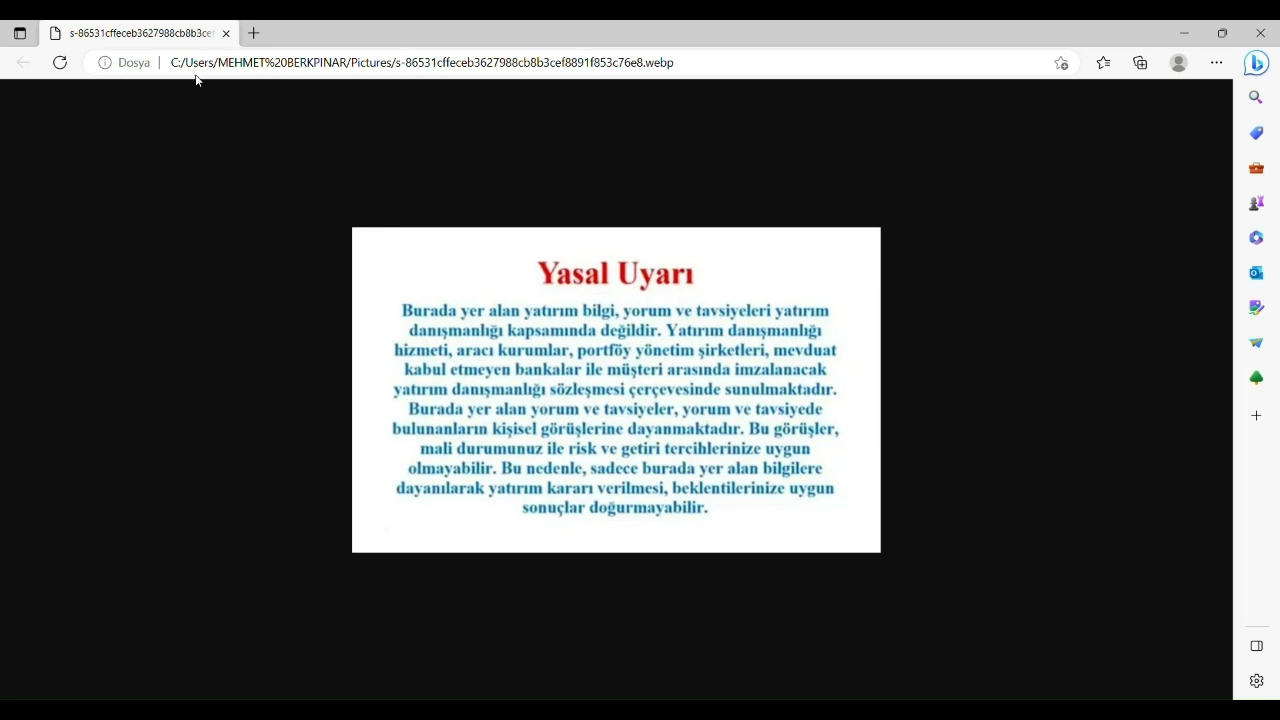 s-86531cffeceb3627988cb8b3cef
Dosya
C:/Users/MEHMET%20BERKPINAR/Pictures/s-86531cffeceb3627988cb8b3cef8891f853c76e8.webp
Yasal Uyarı
Burada yer alan yatırım bilgi, yorum ve tavsiyeleri yatırım
danışmanlığı kapsamında değildir. Yatırım danışmanlığı
hizmeti, aracı kurumlar, portföy yönetim şirketleri, mevduat
kabul etmeyen bankalar ile müşteri arasında imzalanacak
yatırım danışmanlığı sözleşmesi çerçevesinde sunulmaktadır.
Burada yer alan yorum ve tavsiyeler, yorum ve tavsiyede
bulunanların kişisel görüşlerine dayanmaktadır. Bu görüşler,
mali durumunuz ile risk ve getiri tercihlerinize uygun
olmayabilir. Bu nedenle, sadece burada yer alan bilgilere
dayanılarak yatırım kararı verilmesi, beklentilerinize uygun
sonuçlar doğurmayabilir.